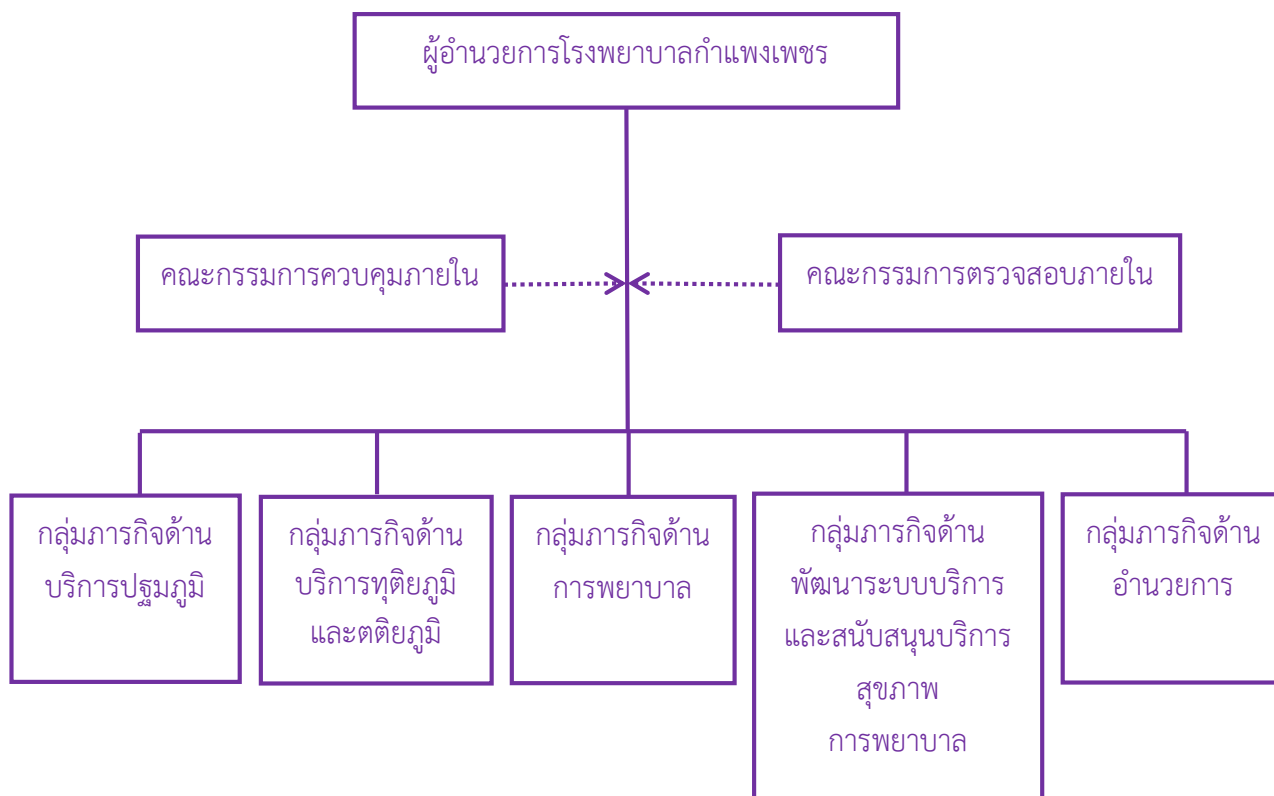 ผู้อำนวยการโรงพยาบาลกำแพงเพชร
คณะกรรมการควบคุมภายใน
คณะกรรมการตรวจสอบภายใน
กลุ่มภารกิจด้าน
บริการปฐมภูมิ
กลุ่มภารกิจด้าน
บริการทุติยภูมิ
และตติยภูมิ
กลุ่มภารกิจด้าน
การพยาบาล
กลุ่มภารกิจด้าน
พัฒนาระบบบริการ
และสนับสนุนบริการ
สุขภาพ
การพยาบาล
กลุ่มภารกิจด้าน
อำนวยการ